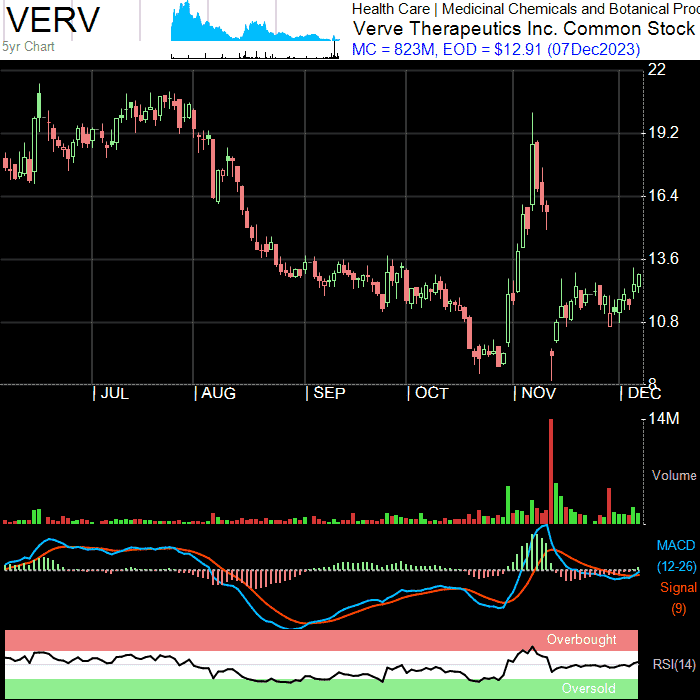 VERV
5yr Chart
Health Care | Medicinal Chemicals and Botanical Pro
Verve Therapeutics Inc. Common Stock
MC = 823M, EOD = $12.91 (07Dec2023)
22
19.2
16.4
13.6
10.8
8
| JUL | AUG | SEP | OCT | NOV | DEC
14M
Volume
MACD
(12-26)
Signal
(9)
Overbought
RSI(14)
Oversold